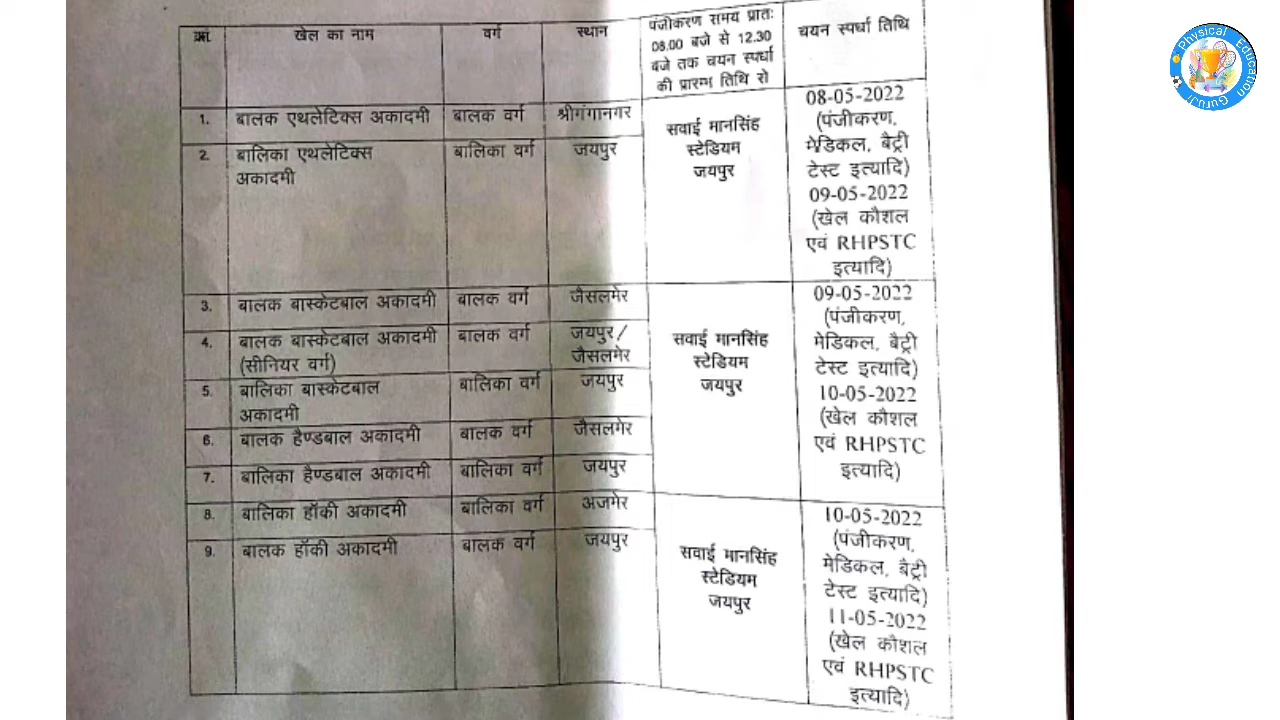 क्र.
खेल का नाम
वर्ग
स्थान
पंजीकरण समय प्रातः
08.00 बजे से 12.30
बजे तक चयन स्पर्धा
की प्रारम्भ तिथि से
चयन स्पर्धा तिथि
1.
बालक एथलेटिक्स अकादमी
बालक वर्ग
श्रीगंगानगर
सवाई मानसिंह
स्टेडियम
जयपुर
08-05-2022
(पंजीकरण,
मेडिकल, बैट्री
टेस्ट इत्यादि)
09-05-2022
(खेल कौशल
एवं RHPSTC
इत्यादि)
2.
बालिका एथलेटिक्स
अकादमी
बालिका वर्ग
जयपुर
3.
बालक बास्केटबाल अकादमी
बालक वर्ग
जैसलमेर
सवाई मानसिंह
स्टेडियम
जयपुर
09-05-2022
(पंजीकरण,
मेडिकल, बैट्री
टेस्ट इत्यादि)
10-05-2022
(खेल कौशल
एवं RHPSTC
इत्यादि)
4.
बालक बास्केटबाल अकादमी
(सीनियर वर्ग)
बालक वर्ग
जयपुर/
जैसलमेर
5.
बालिका बास्केटबाल
अकादमी
बालिका वर्ग
जयपुर
6.
बालक हैण्डबाल अकादमी
बालक वर्ग
जैसलमेर
7.
बालिका हैण्डबाल अकादमी
बालिका वर्ग
जयपुर
8.
बालिका हॉकी अकादमी
बालिका वर्ग
अजमेर
सवाई मानसिंह
स्टेडियम
जयपुर
10-05-2022
(पंजीकरण,
मेडिकल, बैट्री
टेस्ट इत्यादि)
11-05-2022
(खेल कौशल
एवं RHPSTC
इत्यादि)
9.
बालक हॉकी अकादमी
बालक वर्ग
जयपुर
Physical Education
Guruji